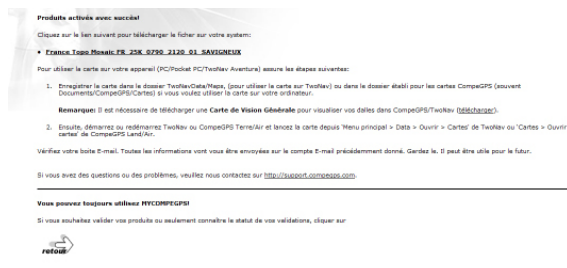 Produits activés avec succès!
Cliquez sur le lien suivant pour télécharger le ficher sur votre system:
• France Topo Mosaic FR_25K_0790_2120_01_SAVIGNEUX
Pour utiliser la carte sur votre appareil (PC/Pocket PC/TwoNav Aventura) assure les étapes suivantes:
1. Enregistrer la carte dans le dossier TwoNavData/Maps, (pour utiliser la carte sur TwoNav) ou dans le dossier établi pour les cartes CompeGPS (souvent
Documents/CompeGPS/Cartes) si vous voulez utiliser la carte sur votre ordinateur.
Remarque: Il est nécessaire de télécharger une Carte de Vision Générale pour visualiser vos dalles dans CompeGPS/TwoNav (télécharger).
2. Ensuite, démarrez ou redémarrez TwoNav ou CompeGPS Terre/Air et lancez la carte depuis 'Menu principal > Data > Ouvrir > Cartes' de TwoNav ou 'Cartes > Ouvrir
cartes' de CompeGPS Land/Air.
Vérifiez votre boite E-mail. Toutes les informations vont vous être envoyées sur le compte E-mail précédemment donné. Gardez le. Il peut être utile pour le futur.
Si vous avez des questions ou des problèmes, veuillez nous contactez sur http://support.compegps.com.
Vous pouvez toujours utilisez MYCOMPEGPS!
Si vous souhaitez valider vos produits ou seulement connaître le statut de vos validations, cliquer sur
retour